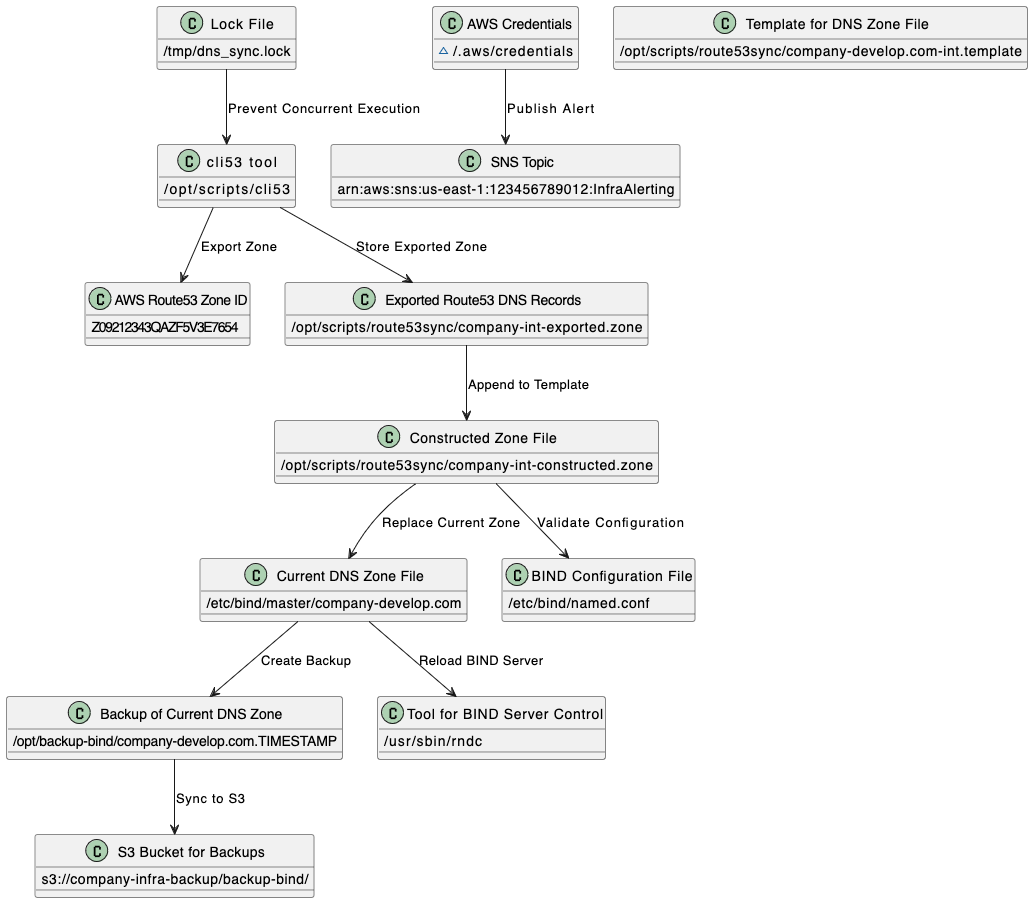 C Lock File
/tmp/dns_sync.lock
C AWS Credentials
~/.aws/credentials
C Template for DNS Zone File
/opt/scripts/route53sync/company-develop.com-int.template
Prevent Concurrent Execution
Publish Alert
C cli53 tool
/opt/scripts/cli53
C SNS Topic
arn:aws:sns:us-east-1:123456789012:InfraAlerting
Export Zone
Store Exported Zone
C AWS Route53 Zone ID
Z09212343QAZF5V3E7654
C Exported Route53 DNS Records
/opt/scripts/route53sync/company-int-exported.zone
Append to Template
C Constructed Zone File
/opt/scripts/route53sync/company-int-constructed.zone
Replace Current Zone
Validate Configuration
C Current DNS Zone File
/etc/bind/master/company-develop.com
C BIND Configuration File
/etc/bind/named.conf
Create Backup
Reload BIND Server
C Backup of Current DNS Zone
/opt/backup-bind/company-develop.com.TIMESTAMP
C Tool for BIND Server Control
/usr/sbin/rndc
Sync to S3
C S3 Bucket for Backups
s3://company-infra-backup/backup-bind/